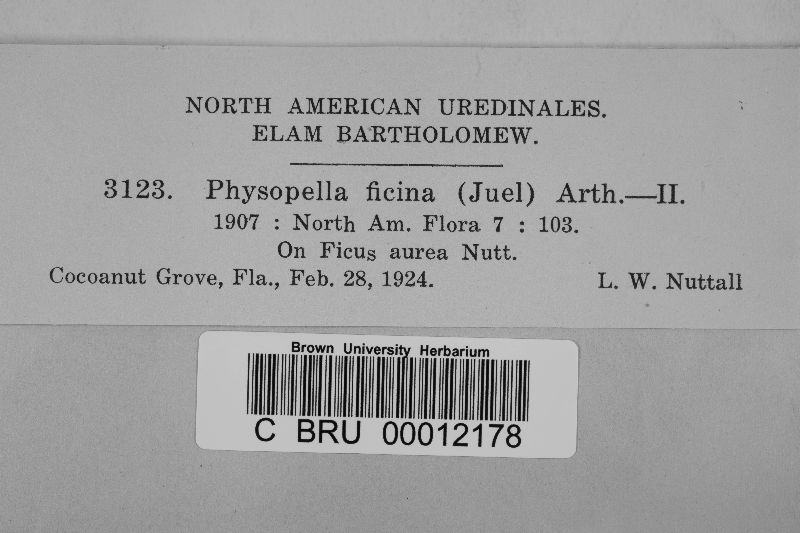 NORTH AMERICAN UREDINALES.
ELAM BARTHOLOMEW.
3123. Physopella ficina (Juel) Arth.—II.
1907 : North Am. Flora 7 : 103.
On Ficus aurea Nutt.
Cocoanut Grove, Fla., Feb. 28, 1924. L. W. Nuttall
Brown University Herbarium
C BRU 00012178